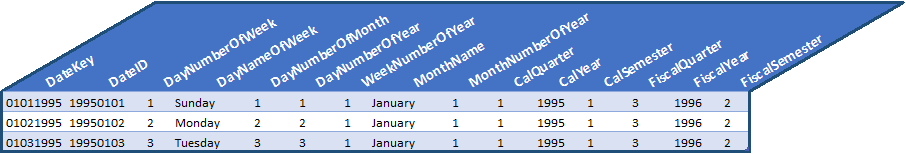 DateKey DateID DayNumberOfWeek DayNameOfWeek DayNumberOfMonth DayNumberOfYear WeekNumberOfYear MonthName MonthNumberOfYear CalQuarter CalYear CalSemester FiscalQuarter FiscalYear FiscalSemester
01011995 19950101 1 Sunday 1 1 1 January 1 1 1995 1 3 1996 2
01021995 19950102 2 Monday 2 2 1 January 1 1 1995 1 3 1996 2
01031995 19950103 3 Tuesday 3 3 1 January 1 1 1995 1 3 1996 2